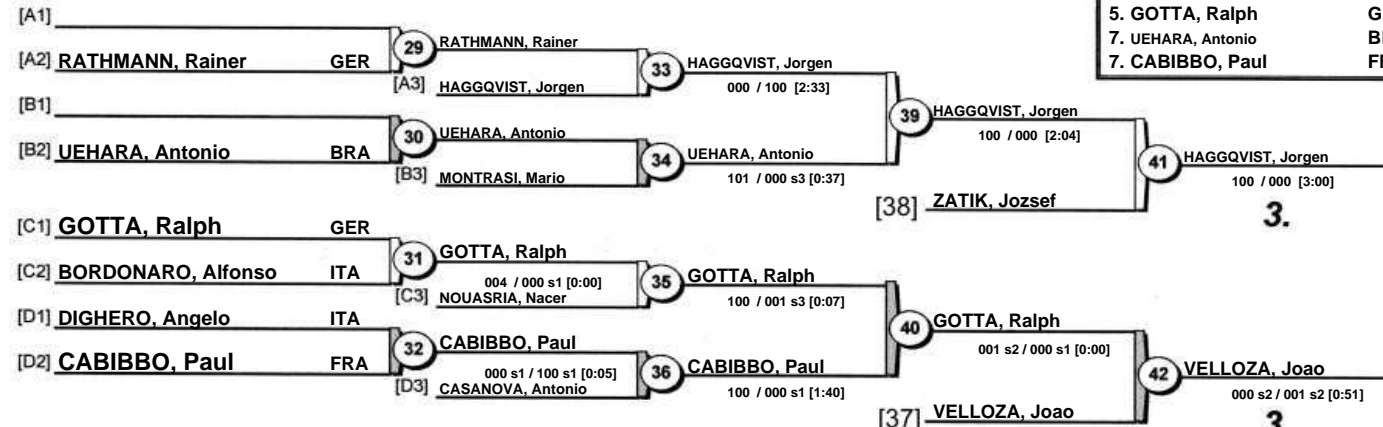 [A1]
[A2] RATHMANN, Rainer GER
29
RATHMANN, Rainer
[A3] HAGGQVIST, Jorgen
33
HAGGQVIST, Jorgen
000 / 100 [2:33]
[B1]
[B2] UEHARA, Antonio BRA
30
UEHARA, Antonio
[B3] MONTRASI, Mario
34
UEHARA, Antonio
101 / 000 s3 [0:37]
39
HAGGQVIST, Jorgen
100 / 000 [2:04]
[38] ZATIK, Jozsef
41
HAGGQVIST, Jorgen
100 / 000 [3:00]
3.
[C1] GOTTA, Ralph GER
[C2] BORDONARO, Alfonso ITA
31
GOTTA, Ralph
004 / 000 s1 [0:00]
[C3] NOUASRIA, Nacer
35
GOTTA, Ralph
100 / 001 s3 [0:07]
[D1] DIGHERO, Angelo ITA
[D2] CABIBBO, Paul FRA
32
CABIBBO, Paul
000 s1 / 100 s1 [0:05]
[D3] CASANOVA, Antonio
36
CABIBBO, Paul
100 / 000 s1 [1:40]
40
GOTTA, Ralph
001 s2 / 000 s1 [0:00]
[37] VELLOZA, Joao
42
VELLOZA, Joao
000 s2 / 001 s2 [0:51]
3
5. GOTTA, Ralph G
7. UEHARA, Antonio
7. CABIBBO, Paul